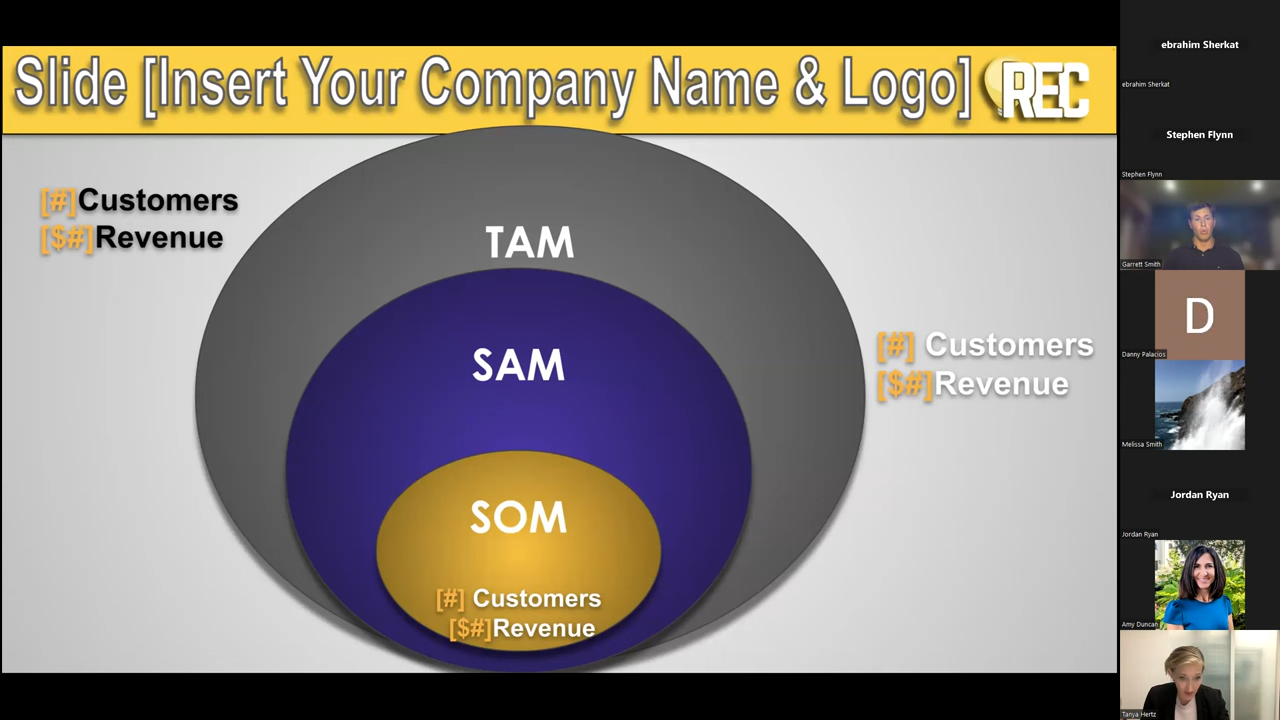 Slide [Insert Your Company Name & Logo]
REC
[#]Customers
[$#]Revenue
TAM
SAM
[#] Customers
[$#]Revenue
SOM
[#] Customers
[$#]Revenue
ebrahim Sherkat
ebrahim Sherkat
Stephen Flynn
Stephen Flynn
Garrett Smith
D
Danny Palacios
Melissa Smith
Jordan Ryan
Jordan Ryan
Amy Duncan
Tanya Hertz